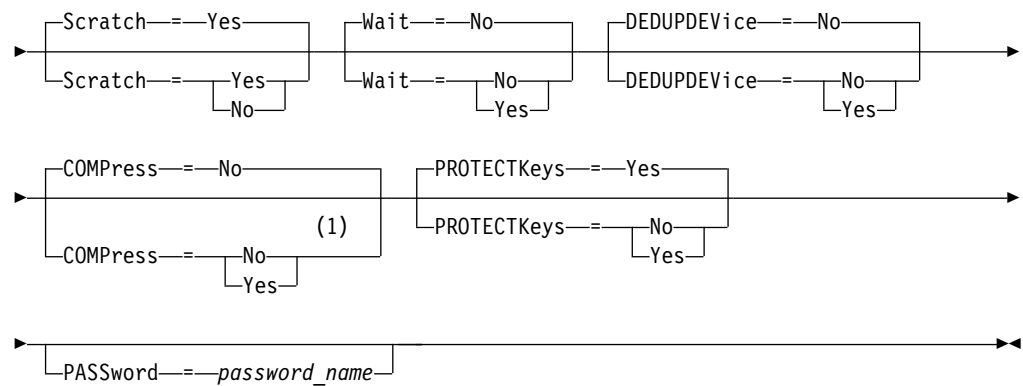 Scratch = Yes Wait = No DEDUPDEVice = No
Scratch = Yes Wait = No DEDUPDEVice = No
No Yes Yes
COMPress = No PROTECTKeys = Yes
(1)
PROTECTKeys = No
COMPress = No Yes
Yes
PASSword = password_name